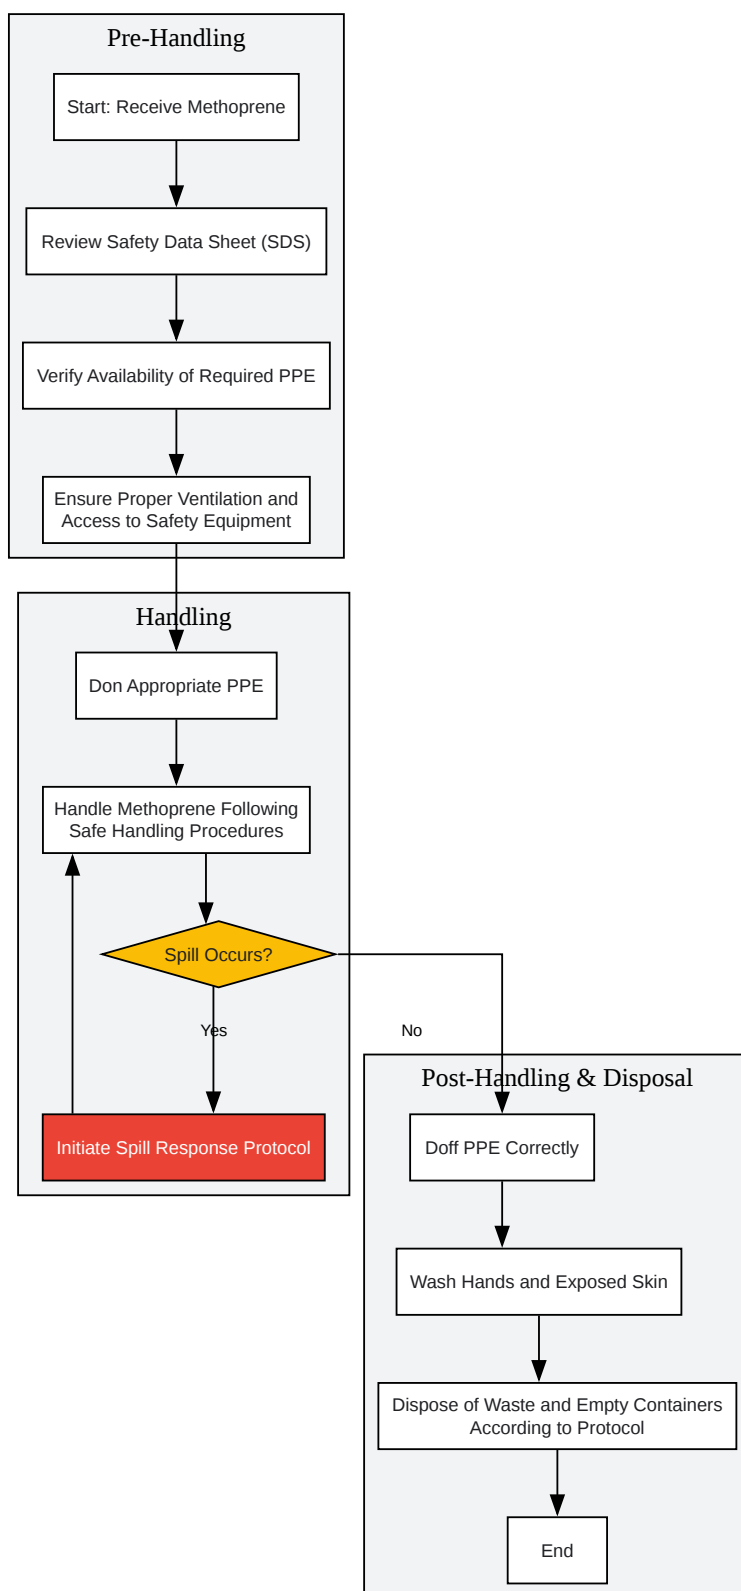 Pre-Handling
Start: Receive Methoprene
Review Safety Data Sheet (SDS)
Verify Availability of Required PPE
Ensure Proper Ventilation and
Access to Safety Equipment
Handling
Don Appropriate PPE
Handle Methoprene Following
Safe Handling Procedures
Spill Occurs?
Yes
No
Initiate Spill Response Protocol
Post-Handling & Disposal
Doff PPE Correctly
Wash Hands and Exposed Skin
Dispose of Waste and Empty Containers
According to Protocol
End